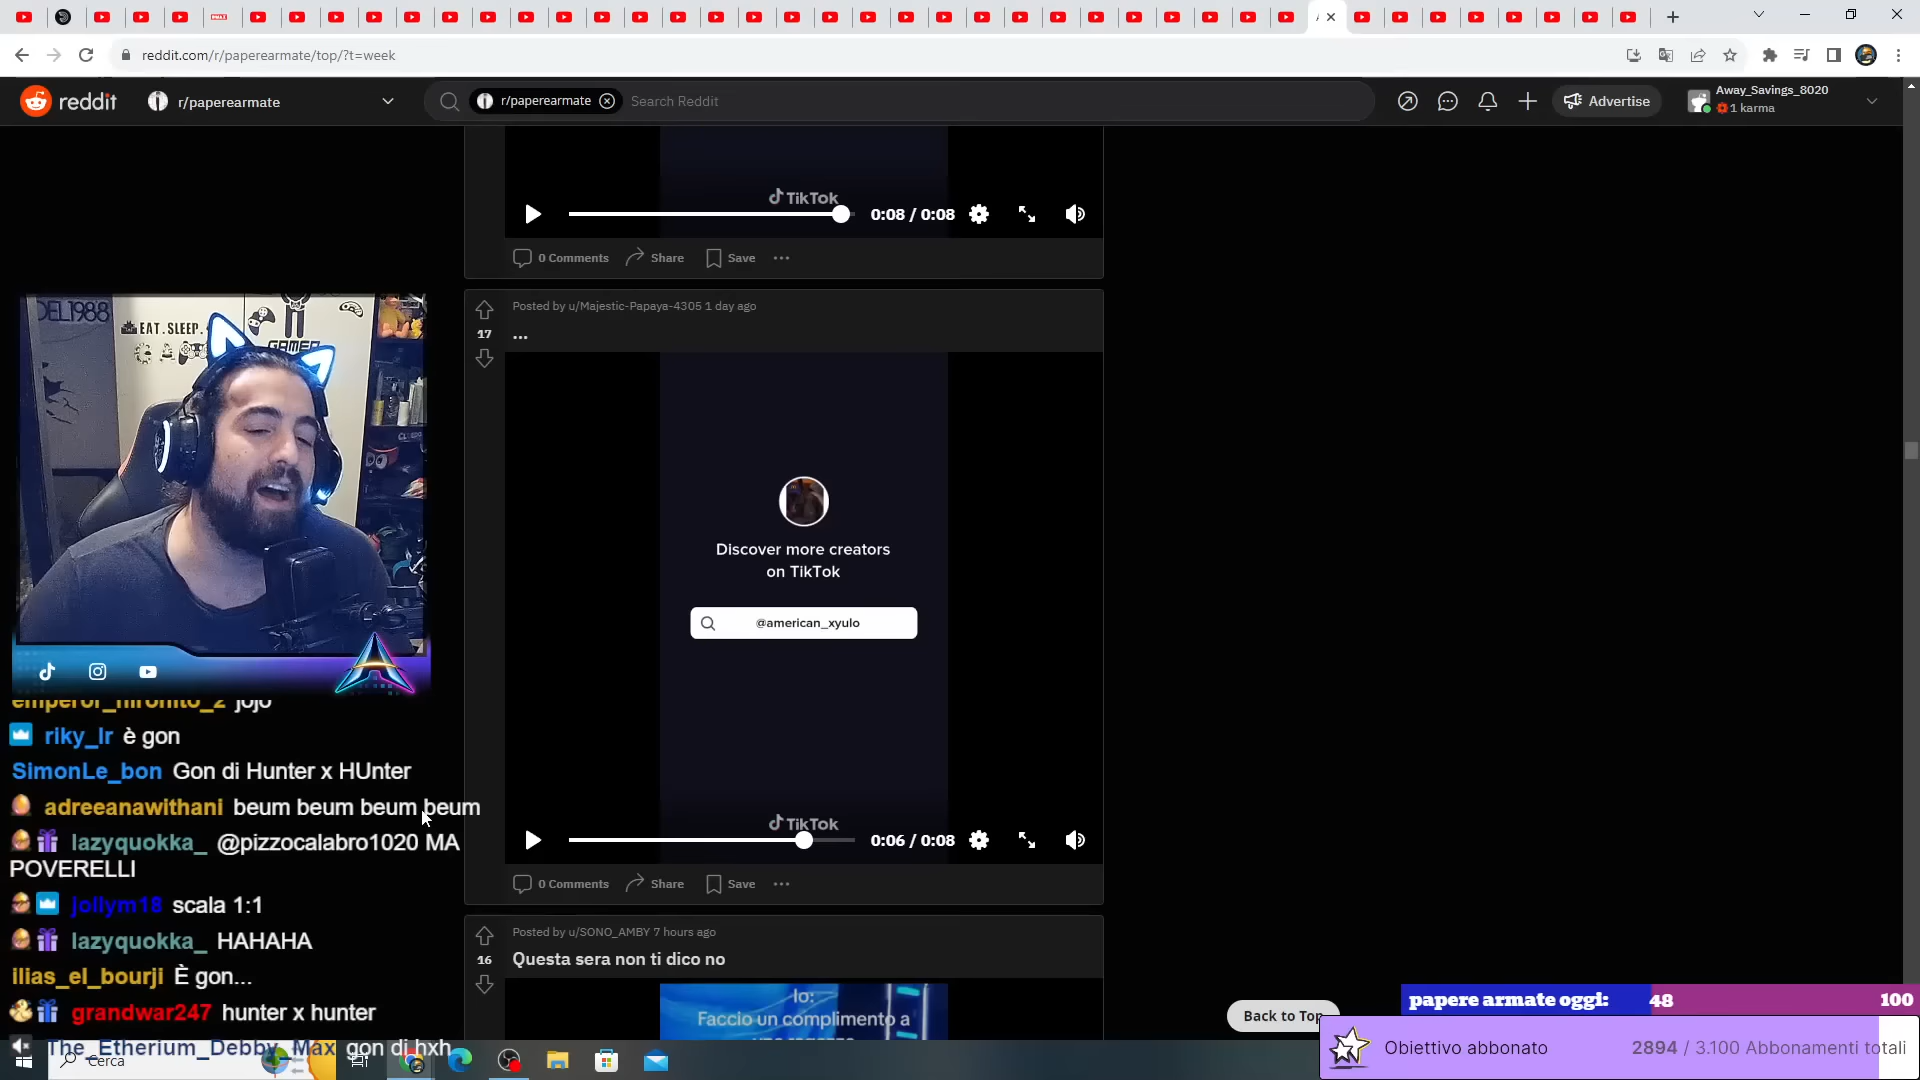 reddit.com/r/paperearmate/top/?t=week
reddit
r/paperearmate
r/paperearmate
Search Reddit
Advertise
Away_Savings_8020
1 karma
TikTok
0:08 / 0:08
0 Comments
Share
Save
Posted by u/Majestic-Papaya-4305 1 day ago
17
...
Discover more creators
on TikTok
@american_xyulo
TikTok
0:06 / 0:08
0 Comments
Share
Save
Posted by u/SONO_AMBY 7 hours ago
16
Questa sera non ti dico no
Io:
Faccio un complimento a
DEL1988
EAT.SLEEP.
GAMER
emperor_hirohito_2 jojo
riky_lr è gon
SimonLe_bon Gon di Hunter x HUnter
adreeanawithani beum beum beum beum
lazyquokka_ @pizzocalabro1020 MA
POVERELLI
jollym18 scala 1:1
lazyquokka_ HAHAHA
ilias_el_bourji È gon...
grandwar247 hunter x hunter
The_Etherium_Debby_Max gon di hxh
Cerca
Back to Top
papere armate oggi: 48 100
Obiettivo abbonato 2894 / 3.100 Abbonamenti totali